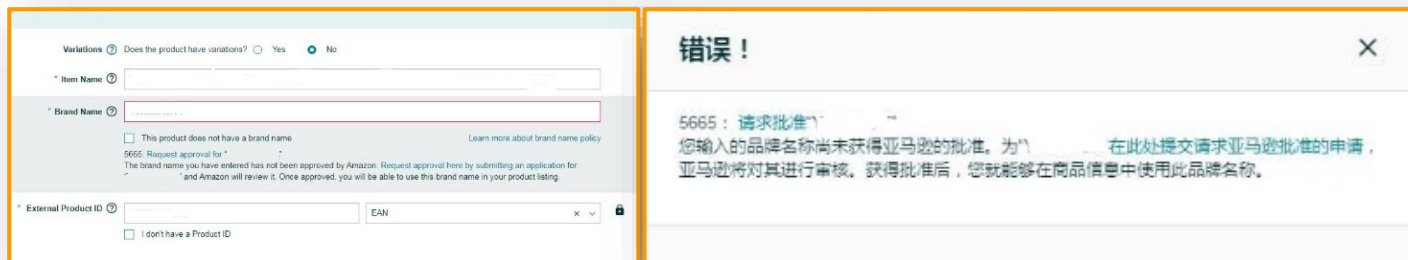 Variations ? Does the product have variations? Yes No
* Item Name ?
* Brand Name ?
This product does not have a brand name Learn more about brand name policy
5665: Request approval for "
"
The brand name you have entered has not been approved by Amazon. Request approval here by submitting an application for
" " and Amazon will review it. Once approved, you will be able to use this brand name in your product listing.
* External Product ID ? EAN × 
I don't have a Product ID
错误！ ×
5665：请求批准"
"
您输入的品牌名称尚未获得亚马逊的批准。为" 在此处提交请求亚马逊批准的申请，
亚马逊将对其进行审核。获得批准后，您就能够在商品信息中使用此品牌名称。